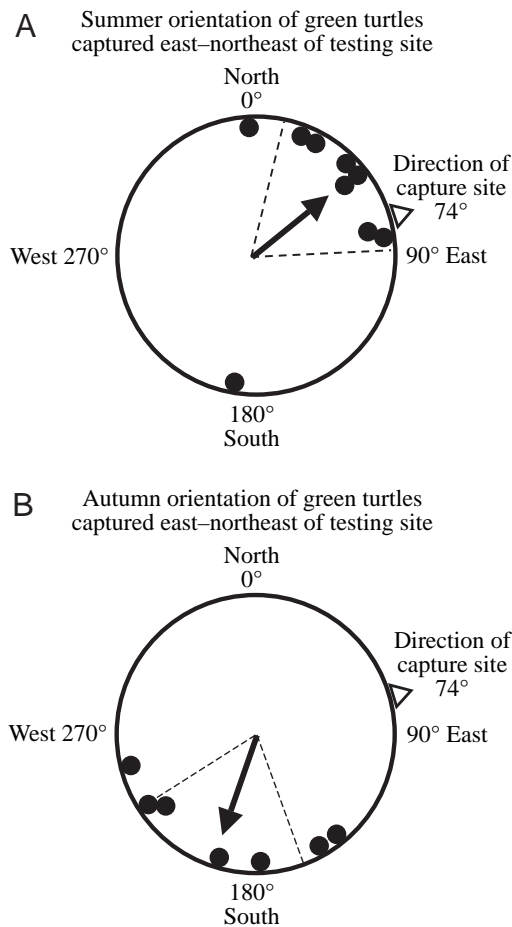 A
Summer orientation of green turtles
captured east–northeast of testing site
North
0°
Direction of
capture site
74°
West 270°
90° East
180°
South
B
Autumn orientation of green turtles
captured east–northeast of testing site
North
0°
Direction of
capture site
74°
West 270°
90° East
180°
South